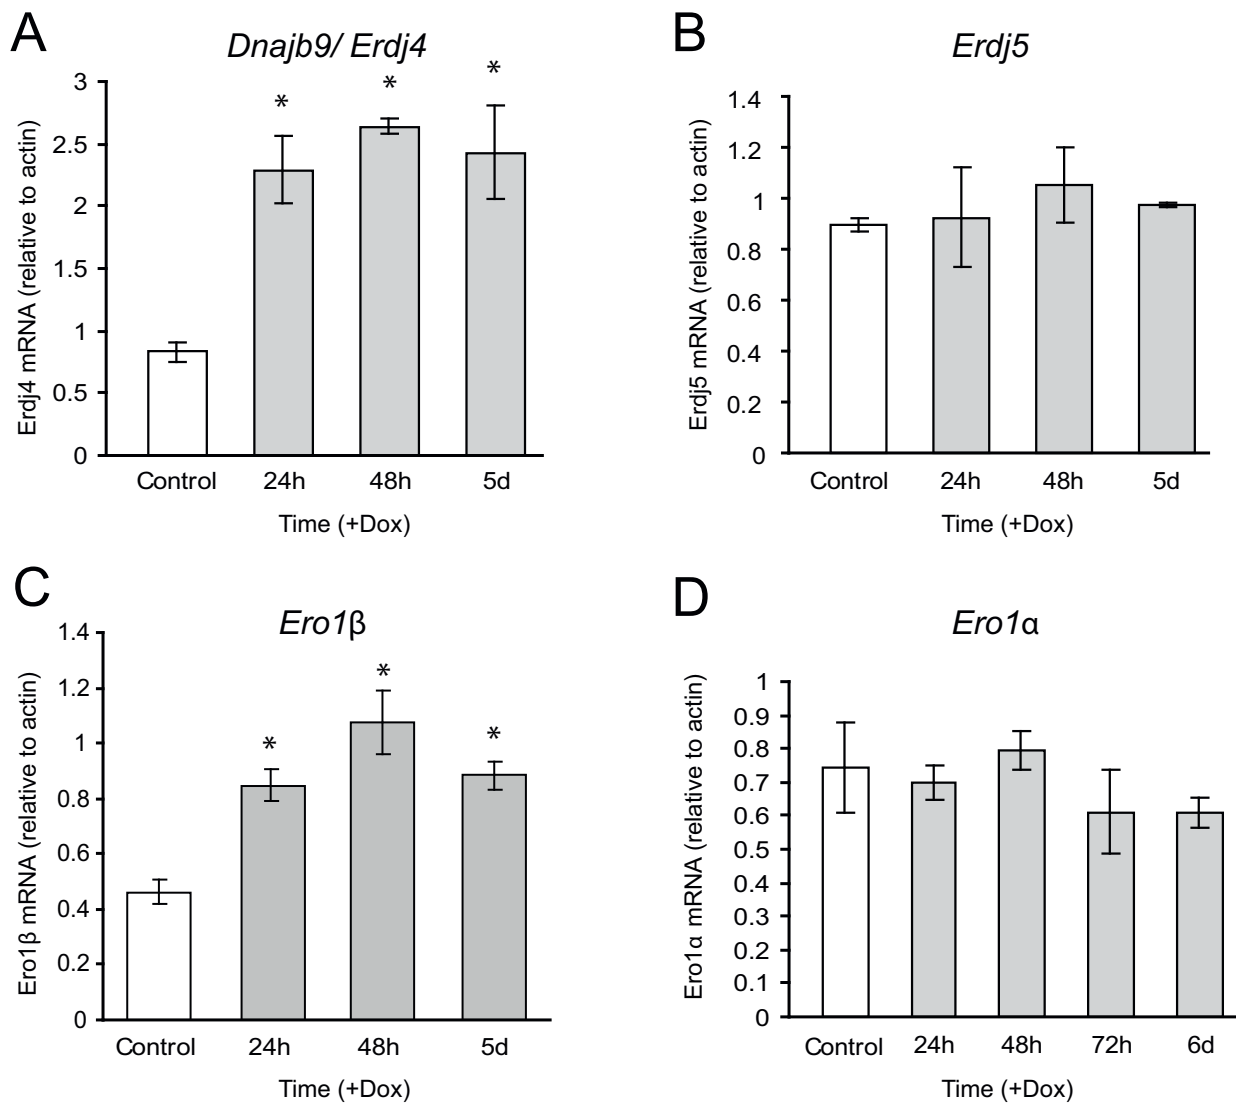 A
Dnajb9/ Erdj4
Erdj4 mRNA (relative to actin)
3
2.5
2
1.5
1
0.5
0
*
*
*
Control 24h 48h 5d
Time (+Dox)
B
Erdj5
Erdj5 mRNA (relative to actin)
1.4
1.2
1
0.8
0.6
0.4
0.2
0
Control 24h 48h 5d
Time (+Dox)
C
Ero1β
Ero1β mRNA (relative to actin)
1.4
1.2
1
0.8
0.6
0.4
0.2
0
*
*
*
Control 24h 48h 5d
Time (+Dox)
D
Ero1α
Ero1α mRNA (relative to actin)
1
0.9
0.8
0.7
0.6
0.5
0.4
0.3
0.2
0.1
0
Control 24h 48h 72h 6d
Time (+Dox)